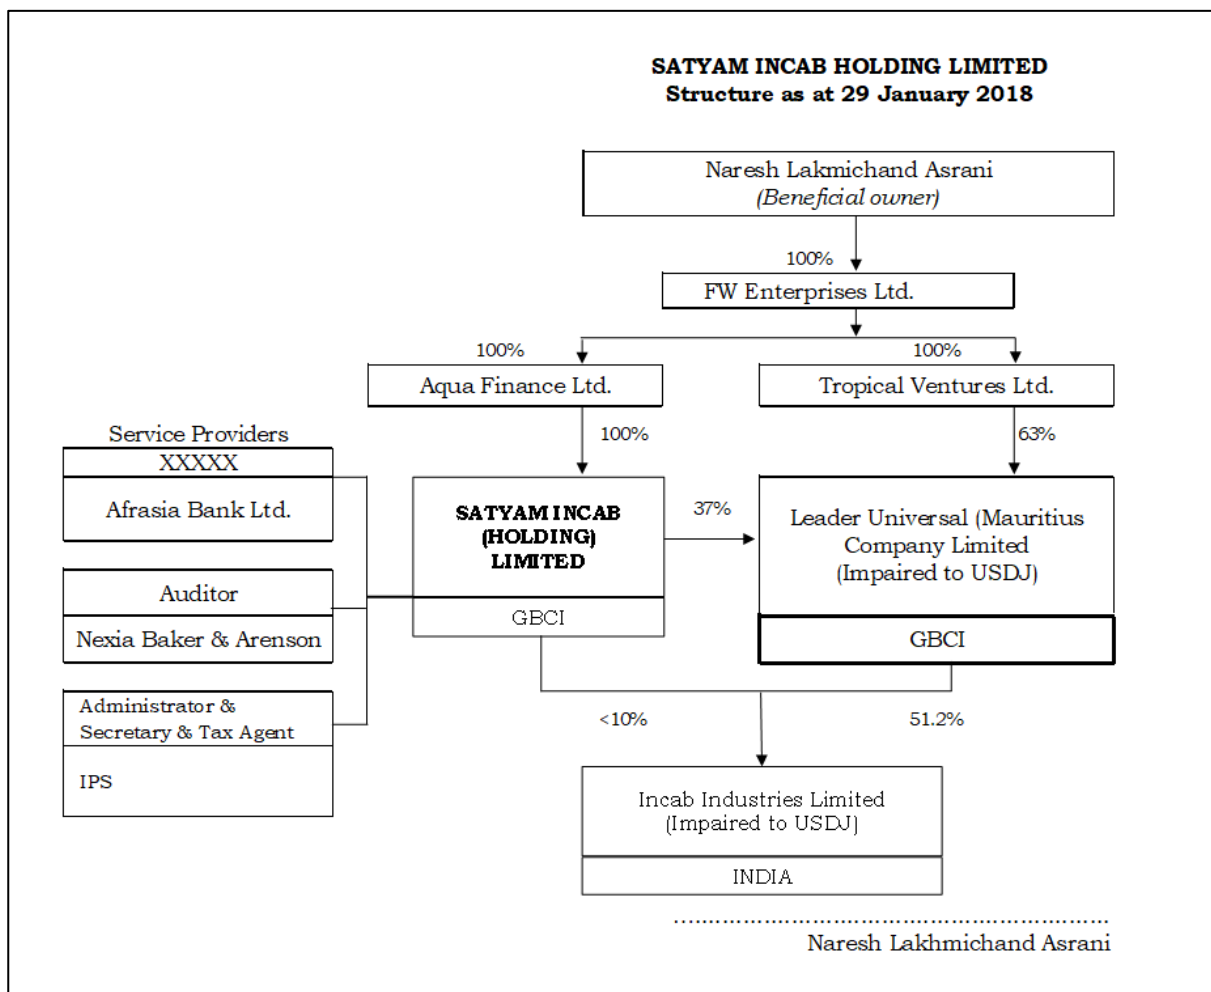 SATYAM INCAB HOLDING LIMITED
Structure as at 29 January 2018
Naresh Lakmichand Asrani
(Beneficial owner)
100%
FW Enterprises Ltd.
100%
100%
Aqua Finance Ltd.
Tropical Ventures Ltd.
100%
63%
Service Providers
XXXXX
Afrasia Bank Ltd.
SATYAM INCAB
(HOLDING)
LIMITED
GBCI
37%
Leader Universal (Mauritius
Company Limited
(Impaired to USDJ)
GBCI
Auditor
Nexia Baker & Arenson
Administrator &
Secretary & Tax Agent
IPS
<10%
51.2%
Incab Industries Limited
(Impaired to USDJ)
INDIA
Naresh Lakhmichand Asrani